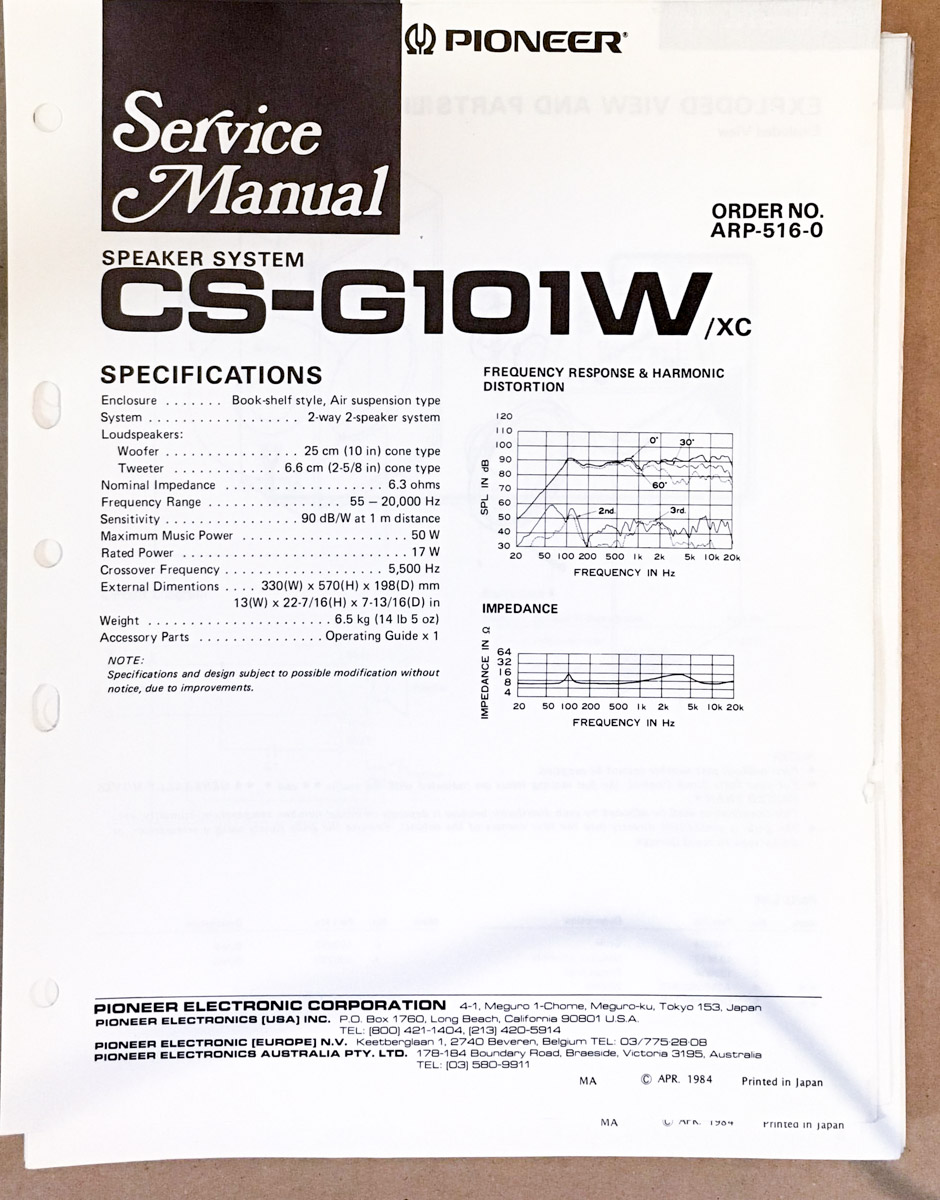 PIONEER®
Service
Manual
ORDER NO.
ARP-516-0
SPEAKER SYSTEM
CS-G101W/XC
SPECIFICATIONS
Enclosure . . . . . . . Book-shelf style, Air suspension type
System . . . . . . . . . . . . . . . . . . 2-way 2-speaker system
Loudspeakers:
Woofer . . . . . . . . . . . . . . . . 25 cm (10 in) cone type
Tweeter . . . . . . . . . . . . . 6.6 cm (2-5/8 in) cone type
Nominal Impedance . . . . . . . . . . . . . . . . . . . 6.3 ohms
Frequency Range . . . . . . . . . . . . . . . . 55 – 20,000 Hz
Sensitivity . . . . . . . . . . . . . . . . 90 dB/W at 1 m distance
Maximum Music Power . . . . . . . . . . . . . . . . . . . . 50 W
Rated Power . . . . . . . . . . . . . . . . . . . . . . . . . . . 17 W
Crossover Frequency . . . . . . . . . . . . . . . . . . . 5,500 Hz
External Dimentions . . . . 330(W) x 570(H) x 198(D) mm
13(W) x 22-7/16(H) x 7-13/16(D) in
Weight . . . . . . . . . . . . . . . . . . . . . . 6.5 kg (14 lb 5 oz)
Accessory Parts . . . . . . . . . . . . . . . Operating Guide x 1
NOTE:
Specifications and design subject to possible modification without
notice, due to improvements.
FREQUENCY RESPONSE & HARMONIC
DISTORTION
SPL IN dB
120
110
100
90
80
70
60
50
40
30
0°
30°
60°
2nd.
3rd.
20 50 100 200 500 1k 2k 5k 10k 20k
FREQUENCY IN Hz
IMPEDANCE
IMPEDANCE IN Ω
64
32
16
8
4
20 50 100 200 500 1k 2k 5k 10k 20k
FREQUENCY IN Hz
PIONEER ELECTRONIC CORPORATION 4-1, Meguro 1-Chome, Meguro-ku, Tokyo 153, Japan
PIONEER ELECTRONICS [USA] INC. P.O. Box 1760, Long Beach, California 90801 U.S.A.
TEL: [800] 421-1404, [213] 420-5914
PIONEER ELECTRONIC [EUROPE] N.V. Keetberglaan 1, 2740 Beveren, Belgium TEL: 03/775·28·08
PIONEER ELECTRONICS AUSTRALIA PTY. LTD. 178-184 Boundary Road, Braeside, Victoria 3195, Australia
TEL: [03] 580-9911
MA © APR. 1984 Printed in Japan
MA © APR. 1984 Printed in Japan